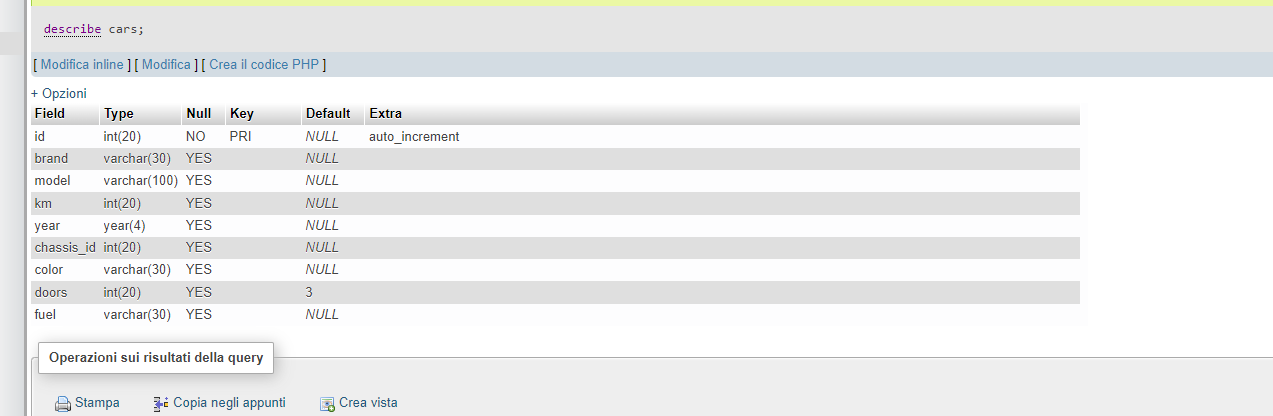 describe cars;
[ Modifica inline ] [ Modifica ] [ Crea il codice PHP ]
+ Opzioni
Field Type Null Key Default Extra
id int(20) NO PRI NULL auto_increment
brand varchar(30) YES NULL
model varchar(100) YES NULL
km int(20) YES NULL
year year(4) YES NULL
chassis_id int(20) YES NULL
color varchar(30) YES NULL
doors int(20) YES 3
fuel varchar(30) YES NULL
Operazioni sui risultati della query
Stampa Copia negli appunti Crea vista